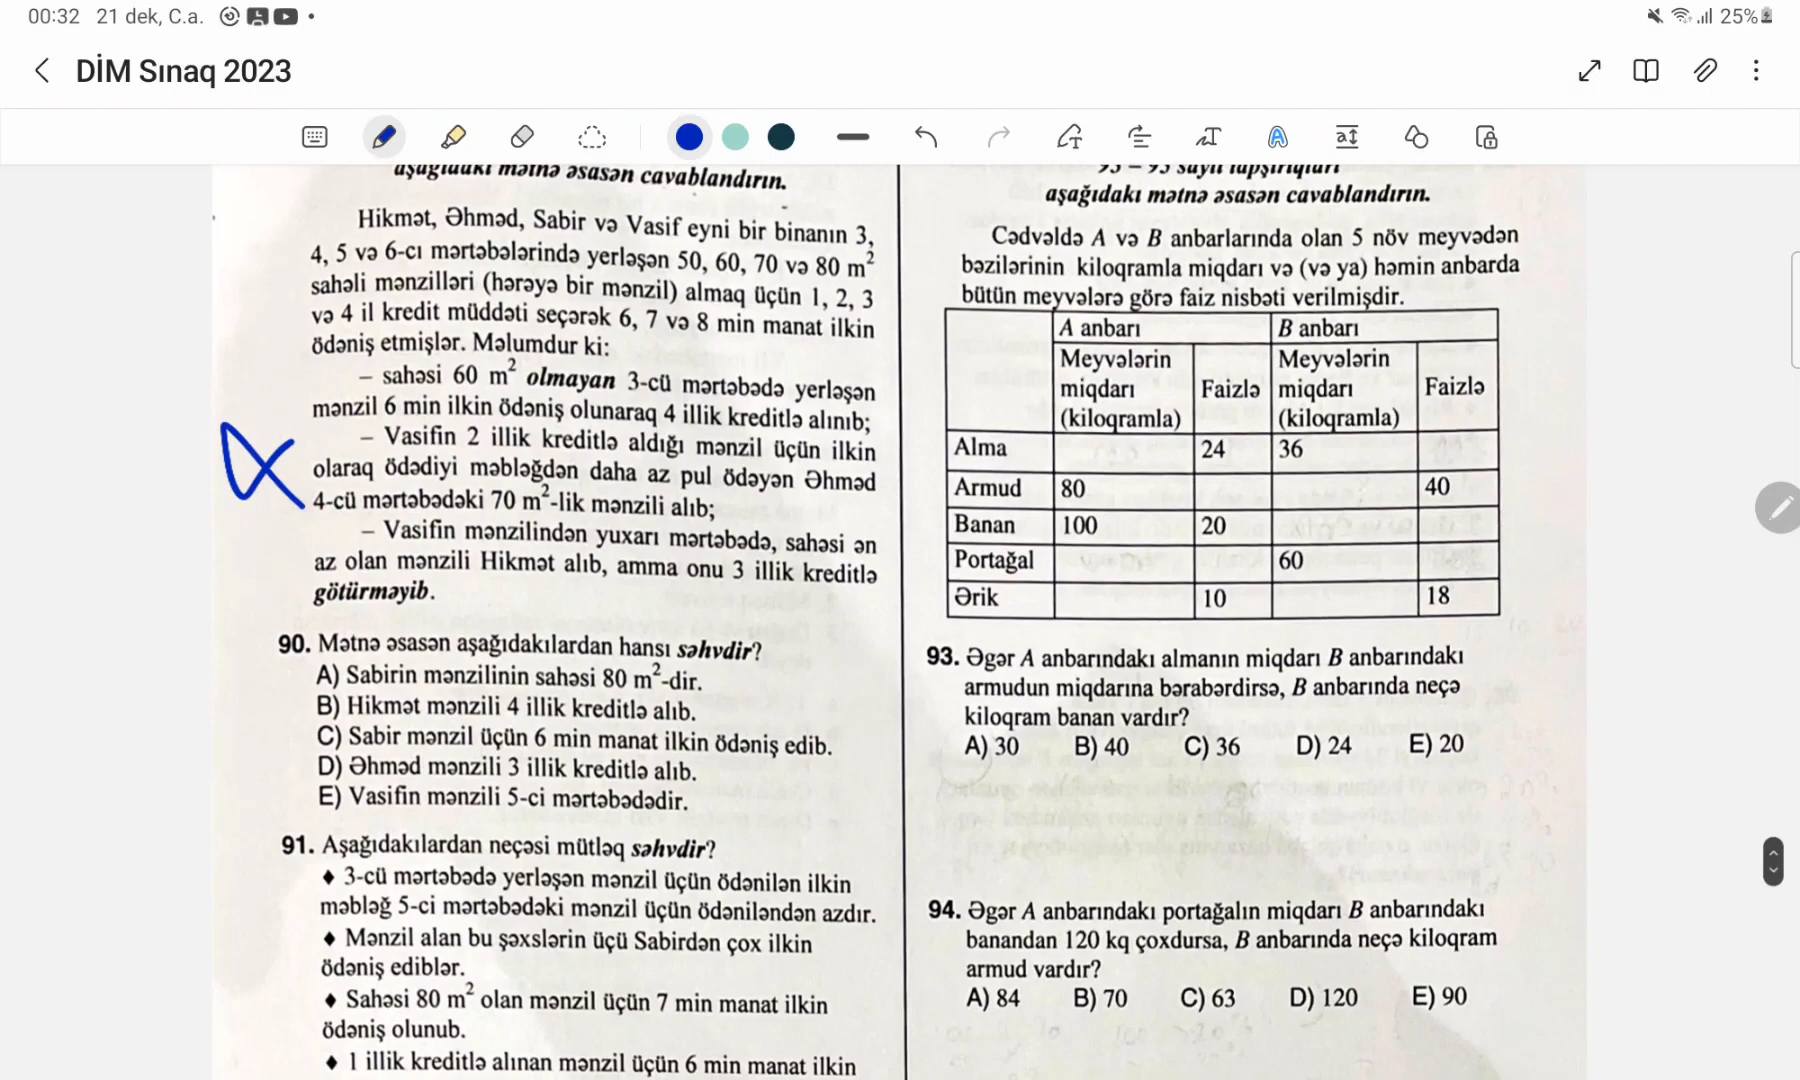 00:32 21 dek, C.a.
25%
DİM Sınaq 2023
aşağıdakı mətnə əsasən cavablandırın.
Hikmət, Əhməd, Sabir və Vasif eyni bir binanın 3,
4, 5 və 6-cı mərtəbələrində yerləşən 50, 60, 70 və 80 m²
sahəli mənzilləri (hərəyə bir mənzil) almaq üçün 1, 2, 3
və 4 il kredit müddəti seçərək 6, 7 və 8 min manat ilkin
ödəniş etmişlər. Məlumdur ki:
– sahəsi 60 m² olmayan 3-cü mərtəbədə yerləşən
mənzil 6 min ilkin ödəniş olunaraq 4 illik kreditlə alınıb;
– Vasifin 2 illik kreditlə aldığı mənzil üçün ilkin
olaraq ödədiyi məbləğdən daha az pul ödəyən Əhməd
4-cü mərtəbədəki 70 m²-lik mənzili alıb;
– Vasifin mənzilindən yuxarı mərtəbədə, sahəsi ən
az olan mənzili Hikmət alıb, amma onu 3 illik kreditlə
götürməyib.
90. Mətnə əsasən aşağıdakılardan hansı səhvdir?
A) Sabirin mənzilinin sahəsi 80 m²-dir.
B) Hikmət mənzili 4 illik kreditlə alıb.
C) Sabir mənzil üçün 6 min manat ilkin ödəniş edib.
D) Əhməd mənzili 3 illik kreditlə alıb.
E) Vasifin mənzili 5-ci mərtəbədədir.
91. Aşağıdakılardan neçəsi mütləq səhvdir?
♦ 3-cü mərtəbədə yerləşən mənzil üçün ödənilən ilkin
məbləğ 5-ci mərtəbədəki mənzil üçün ödəniləndən azdır.
♦ Mənzil alan bu şəxslərin üçü Sabirdən çox ilkin
ödəniş ediblər.
♦ Sahəsi 80 m² olan mənzil üçün 7 min manat ilkin
ödəniş olunub.
♦ 1 illik kreditlə alınan mənzil üçün 6 min manat ilkin
93 – 95 sayılı tapşırıqları
aşağıdakı mətnə əsasən cavablandırın.
Cədvəldə A və B anbarlarında olan 5 növ meyvədən
bəzilərinin kiloqramla miqdarı və (və ya) həmin anbarda
bütün meyvələrə görə faiz nisbəti verilmişdir.
A anbarı B anbarı
Meyvələrin miqdarı (kiloqramla) Faizlə Meyvələrin miqdarı (kiloqramla) Faizlə
Alma 24 36
Armud 80 40
Banan 100 20
Portağal 60
Ərik 10 18
93. Əgər A anbarındakı almanın miqdarı B anbarındakı
armudun miqdarına bərabərdirsə, B anbarında neçə
kiloqram banan vardır?
A) 30 B) 40 C) 36 D) 24 E) 20
94. Əgər A anbarındakı portağalın miqdarı B anbarındakı
banandan 120 kq çoxdursa, B anbarında neçə kiloqram
armud vardır?
A) 84 B) 70 C) 63 D) 120 E) 90